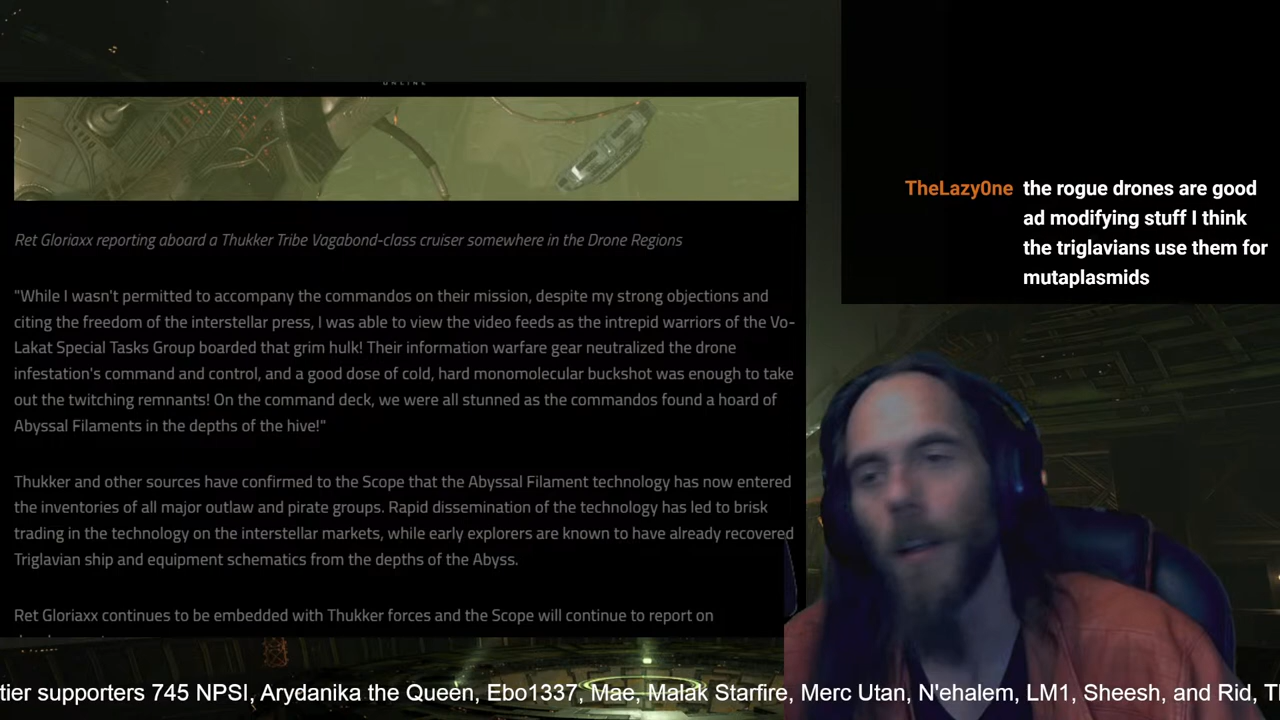 ONLINE
Ret Gloriaxx reporting aboard a Thukker Tribe Vagabond-class cruiser somewhere in the Drone Regions
"While I wasn't permitted to accompany the commandos on their mission, despite my strong objections and
citing the freedom of the interstellar press, I was able to view the video feeds as the intrepid warriors of the Vo-
Lakat Special Tasks Group boarded that grim hulk! Their information warfare gear neutralized the drone
infestation's command and control, and a good dose of cold, hard monomolecular buckshot was enough to take
out the twitching remnants! On the command deck, we were all stunned as the commandos found a hoard of
Abyssal Filaments in the depths of the hive!"
Thukker and other sources have confirmed to the Scope that the Abyssal Filament technology has now entered
the inventories of all major outlaw and pirate groups. Rapid dissemination of the technology has led to brisk
trading in the technology on the interstellar markets, while early explorers are known to have already recovered
Triglavian ship and equipment schematics from the depths of the Abyss.
Ret Gloriaxx continues to be embedded with Thukker forces and the Scope will continue to report on
TheLazy0ne the rogue drones are good
ad modifying stuff I think
the triglavians use them for
mutaplasmids
tier supporters 745 NPSI, Arydanika the Queen, Ebo1337, Mae, Malak Starfire, Merc Utan, N'ehalem, LM1, Sheesh, and Rid,